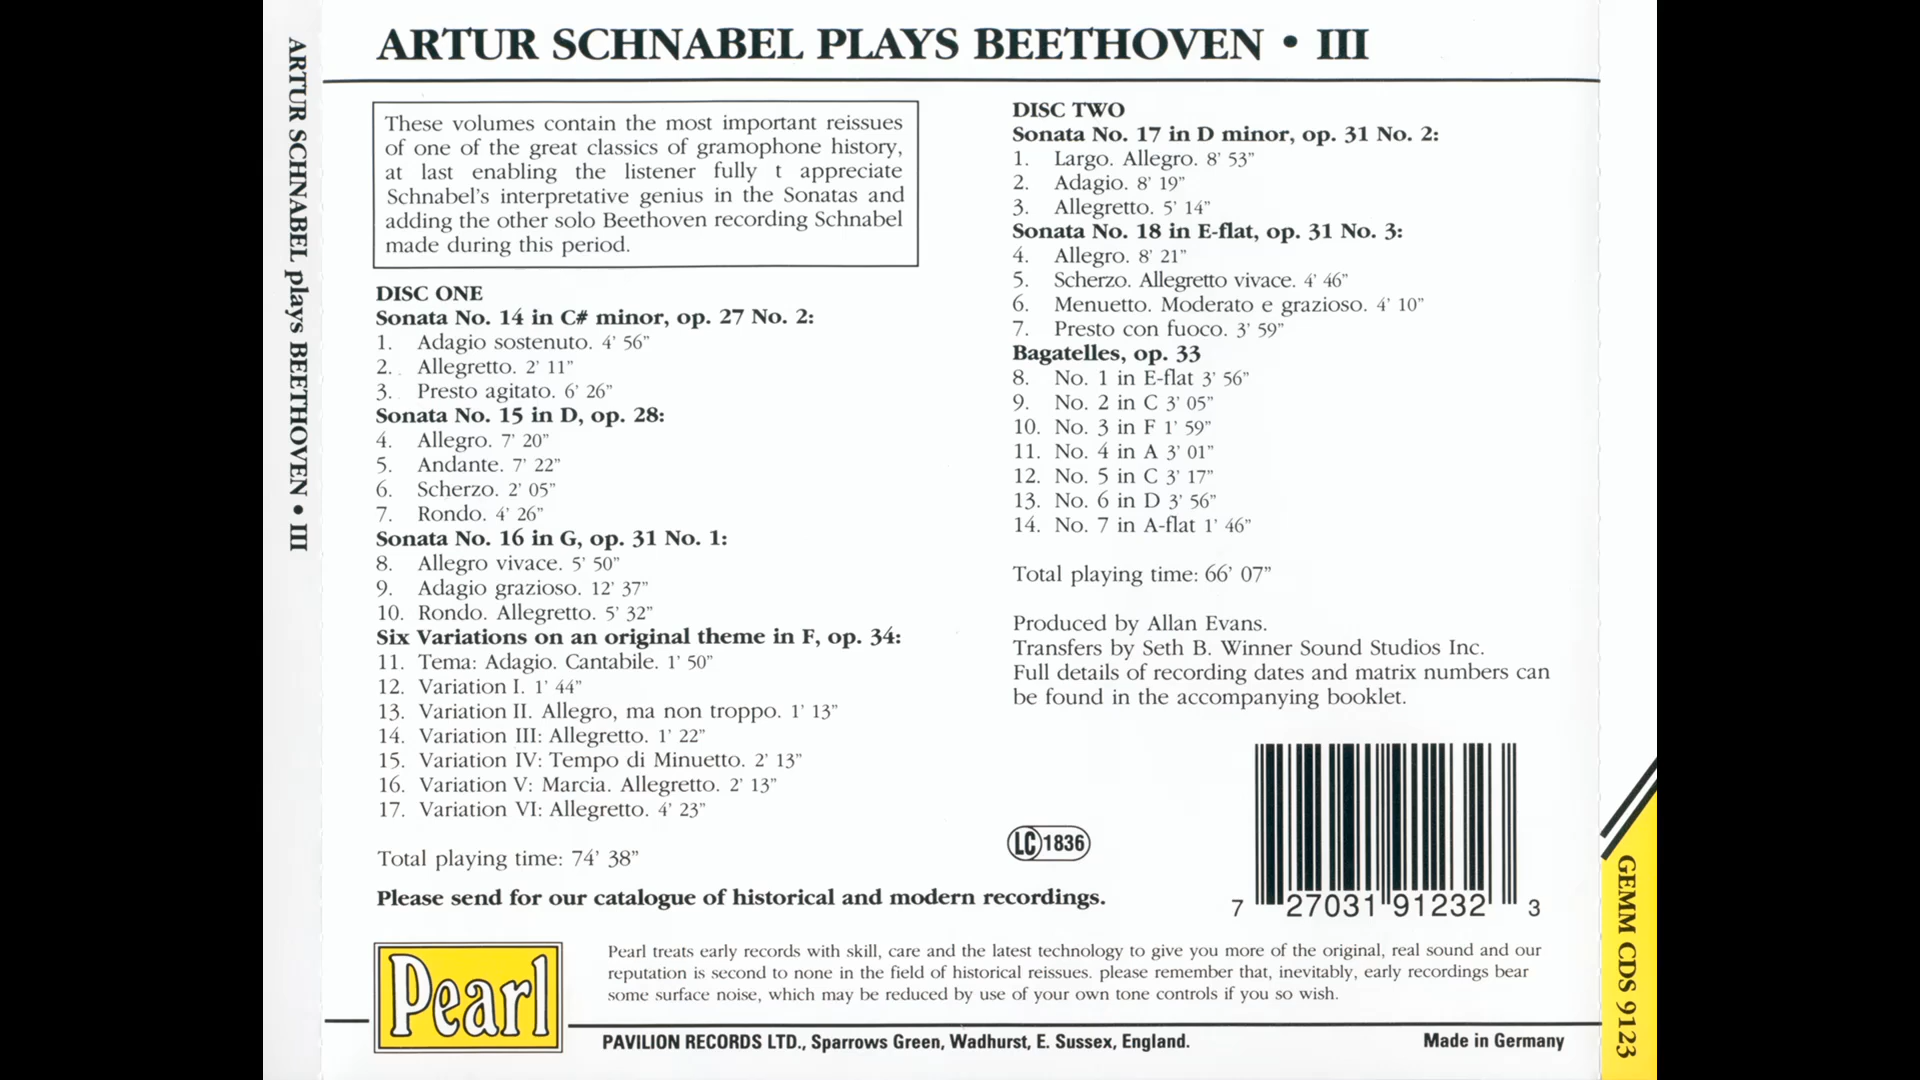 ARTUR SCHNABEL plays BEETHOVEN • III
ARTUR SCHNABEL PLAYS BEETHOVEN • III
These volumes contain the most important reissues
of one of the great classics of gramophone history,
at last enabling the listener fully t appreciate
Schnabel's interpretative genius in the Sonatas and
adding the other solo Beethoven recording Schnabel
made during this period.
DISC ONE
Sonata No. 14 in C# minor, op. 27 No. 2:
1. Adagio sostenuto. 4' 56”
2. Allegretto. 2' 11”
3. Presto agitato. 6' 26”
Sonata No. 15 in D, op. 28:
4. Allegro. 7' 20”
5. Andante. 7' 22”
6. Scherzo. 2' 05”
7. Rondo. 4' 26”
Sonata No. 16 in G, op. 31 No. 1:
8. Allegro vivace. 5' 50”
9. Adagio grazioso. 12' 37”
10. Rondo. Allegretto. 5' 32”
Six Variations on an original theme in F, op. 34:
11. Tema: Adagio. Cantabile. 1' 50”
12. Variation I. 1' 44”
13. Variation II. Allegro, ma non troppo. 1' 13”
14. Variation III: Allegretto. 1' 22”
15. Variation IV: Tempo di Minuetto. 2' 13”
16. Variation V: Marcia. Allegretto. 2' 13”
17. Variation VI: Allegretto. 4' 23”
Total playing time: 74' 38”
DISC TWO
Sonata No. 17 in D minor, op. 31 No. 2:
1. Largo. Allegro. 8' 53”
2. Adagio. 8' 19”
3. Allegretto. 5' 14”
Sonata No. 18 in E-flat, op. 31 No. 3:
4. Allegro. 8' 21”
5. Scherzo. Allegretto vivace. 4' 46”
6. Menuetto. Moderato e grazioso. 4' 10”
7. Presto con fuoco. 3' 59”
Bagatelles, op. 33
8. No. 1 in E-flat 3' 56”
9. No. 2 in C 3' 05”
10. No. 3 in F 1' 59”
11. No. 4 in A 3' 01”
12. No. 5 in C 3' 17”
13. No. 6 in D 3' 56”
14. No. 7 in A-flat 1' 46”
Total playing time: 66' 07”
Produced by Allan Evans.
Transfers by Seth B. Winner Sound Studios Inc.
Full details of recording dates and matrix numbers can
be found in the accompanying booklet.
LC 1836
7 27031 91232 3
Please send for our catalogue of historical and modern recordings.
Pearl
Pearl treats early records with skill, care and the latest technology to give you more of the original, real sound and our
reputation is second to none in the field of historical reissues. please remember that, inevitably, early recordings bear
some surface noise, which may be reduced by use of your own tone controls if you so wish.
PAVILION RECORDS LTD., Sparrows Green, Wadhurst, E. Sussex, England.
Made in Germany
GEMM CDS 9123